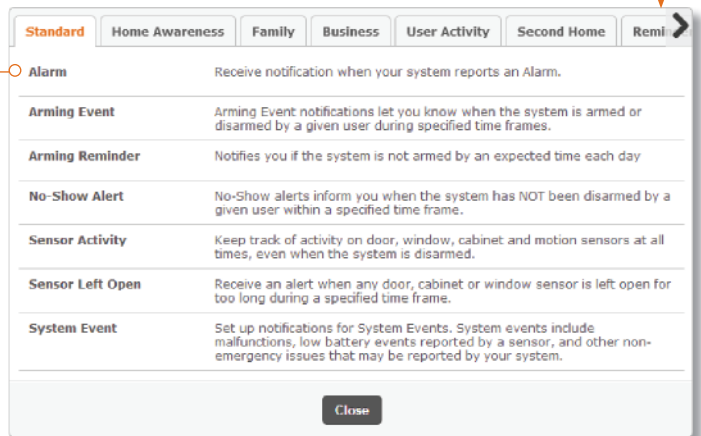 Standard Home Awareness Family Business User Activity Second Home
Alarm Receive notification when your system reports an Alarm.
Arming Event Arming Event notifications let you know when the system is armed or
disarmed by a given user during specified time frames.
Arming Reminder Notifies you if the system is not armed by an expected time each day
No-Show Alert No-Show alerts inform you when the system has NOT been disarmed by a
given user within a specified time frame.
Sensor Activity Keep track of activity on door, window, cabinet and motion sensors at all
times, even when the system is disarmed.
Sensor Left Open Receive an alert when any door, cabinet or window sensor is left open for
too long during a specified time frame.
System Event Set up notifications for System Events. System events include
malfunctions, low battery events reported by a sensor, and other non-
emergency issues that may be reported by your system.
Close